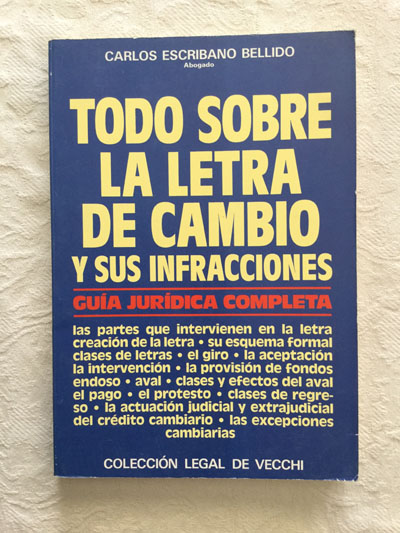 CARLOS ESCRIBANO BELLIDO
Abogado
TODO SOBRE
LA LETRA
DE CAMBIO
Y SUS INFRACCIONES
GUÍA JURÍDICA COMPLETA
las partes que intervienen en la letra
creación de la letra • su esquema formal
clases de letras • el giro • la aceptación
la intervención • la provisión de fondos
endoso • aval • clases y efectos del aval
el pago • el protesto • clases de regre-
so • la actuación judicial y extrajudicial
del crédito cambiario • las excepciones
cambiarias
COLECCIÓN LEGAL DE VECCHI